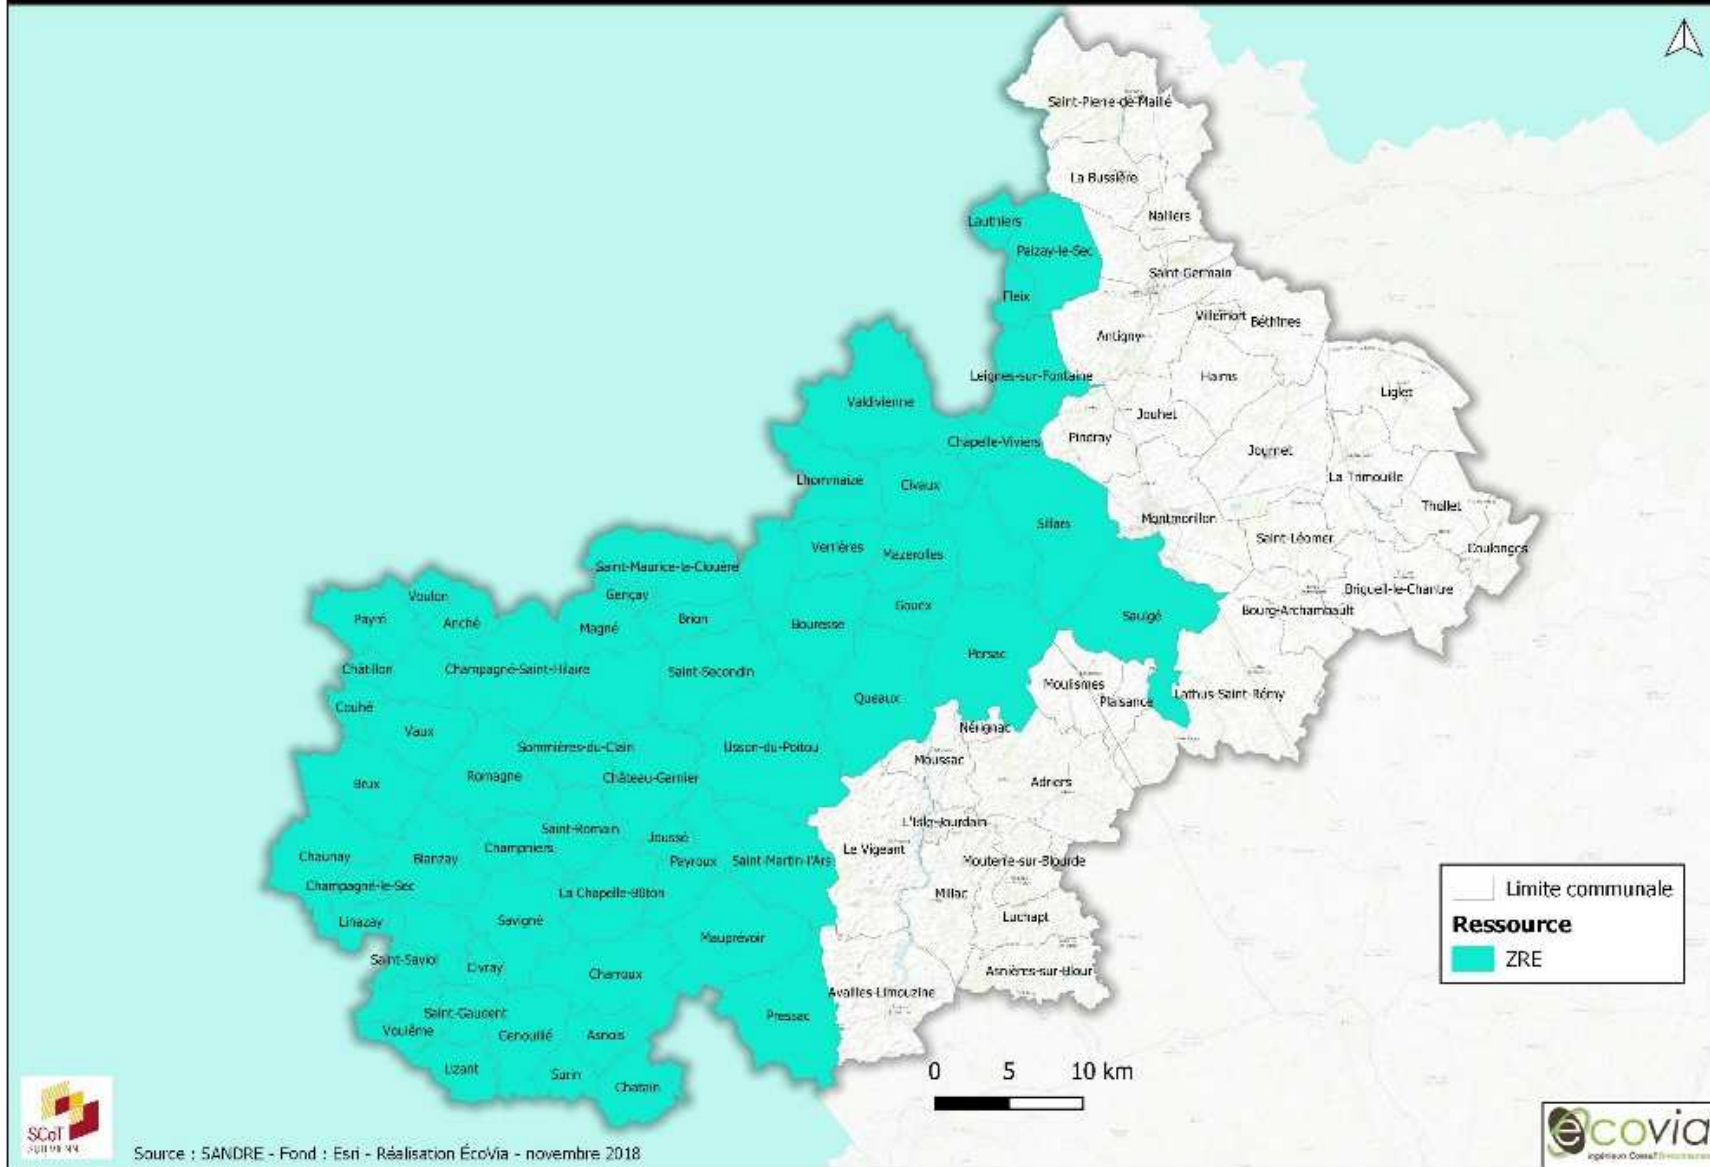 Saint-Pierre-de-Maillé
La Bussière
Nalliers
Lauthiers
Paizay-le-Sec
Saint-Germain
Fleix
Villemort
Béthines
Antigny
Leignes-sur-Fontaine
Haims
Liglet
Valdivienne
Jouhet
Chapelle-Viviers
Pindray
Journet
Lhommaizé
Civaux
La Trimouille
Thollet
Sillars
Montmorillon
Saint-Léomer
Coulonges
Verrières
Mazerolles
Saint-Maurice-la-Clouère
Brigueil-le-Chantre
Voulon
Gençay
Gouex
Bourg-Archambault
Payré
Anché
Magné
Brion
Bouresse
Saulgé
Persac
Châtillon
Champagné-Saint-Hilaire
Saint-Secondin
Moulismes
Queaux
Plaisance
Lathus-Saint-Rémy
Couhé
Vaux
Nérignac
Sommières-du-Clain
Usson-du-Poitou
Moussac
Brux
Romagne
Château-Garnier
Adriers
Saint-Romain
L'Isle-Jourdain
Joussé
Champniers
Le Vigeant
Chaunay
Blanzay
Payroux
Saint-Martin-l'Ars
Mouterre-sur-Blourde
Champagné-le-Sec
La Chapelle-Bâton
Millac
Linazay
Savigné
Luchapt
Mauprévoir
Saint-Saviol
Civray
Charroux
Asnières-sur-Blour
Availles-Limouzine
Saint-Gaudent
Pressac
Voulême
Genouillé
Asnois
Lizant
Surin
Chatain
Limite communale
Ressource
ZRE
0 5 10 km
SCoT
SUD VIENNE
Source : SANDRE - Fond : Esri - Réalisation ÉcoVia - novembre 2018
écovia
Ingénierie Conseil Environnement